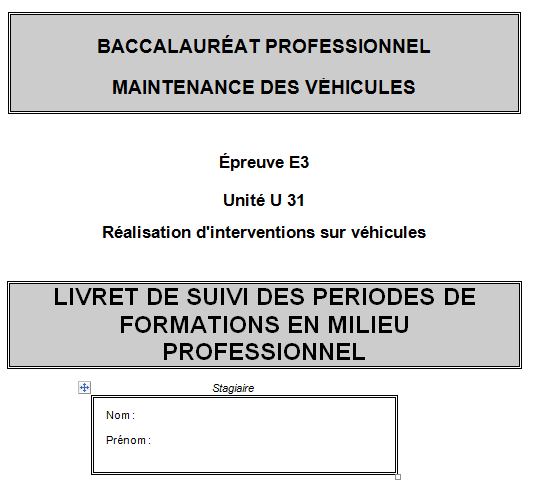 BACCALAURÉAT PROFESSIONNEL
MAINTENANCE DES VÉHICULES
Épreuve E3
Unité U 31
Réalisation d'interventions sur véhicules
LIVRET DE SUIVI DES PERIODES DE
FORMATIONS EN MILIEU
PROFESSIONNEL
Stagiaire
Nom :
Prénom :